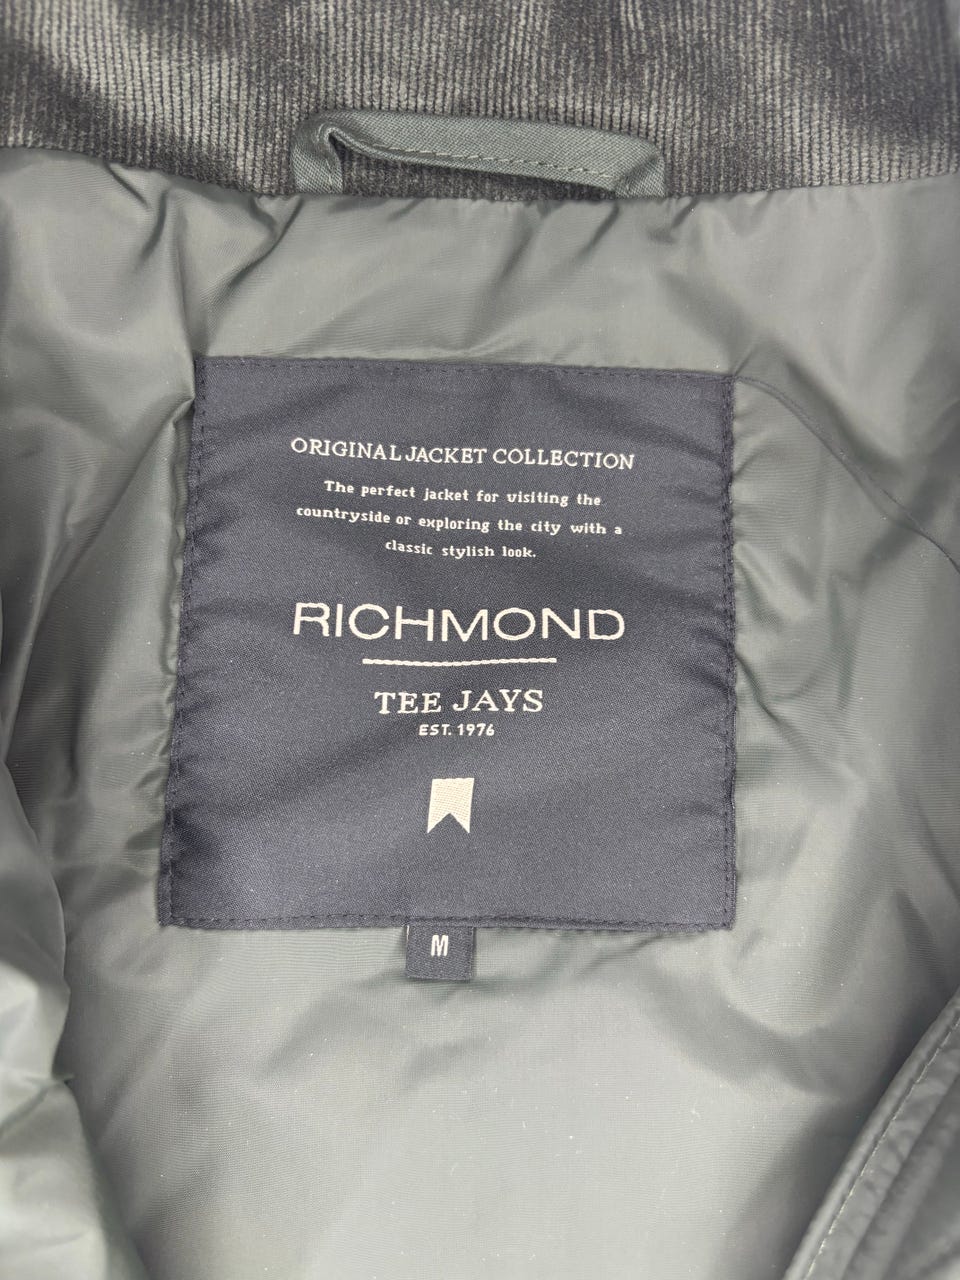 ORIGINAL JACKET COLLECTION
The perfect jacket for visiting the
countryside or exploring the city with a
classic stylish look.
RICHMOND
TEE JAYS
EST. 1976
M